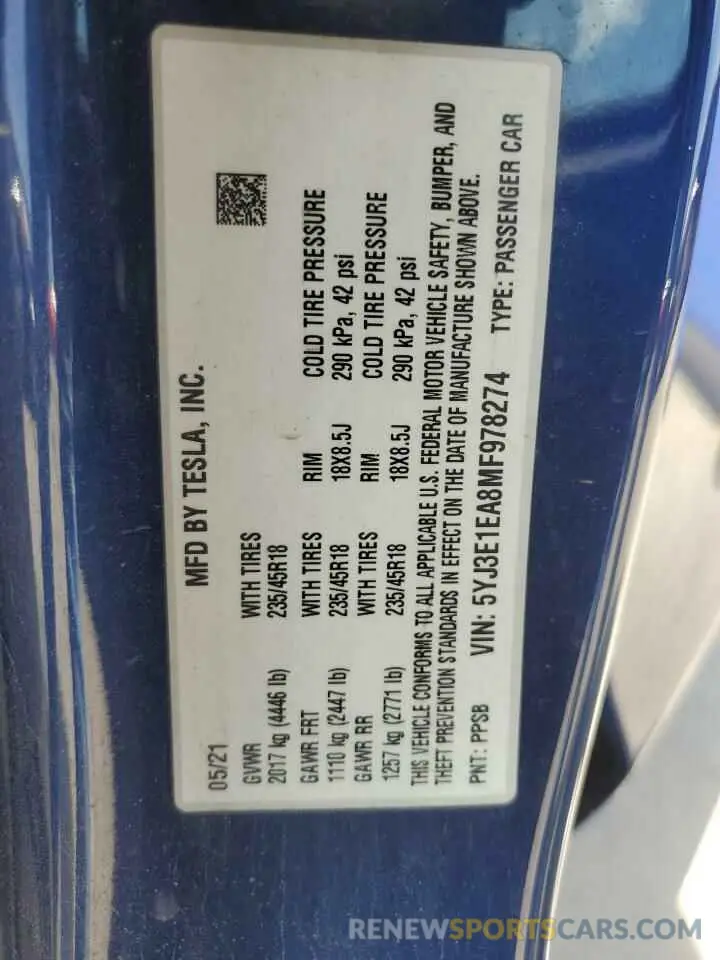 MFD BY TESLA, INC.
05/21
GVWR WITH TIRES
2017 kg (4446 lb) 235/45R18
GAWR FRT WITH TIRES RIM COLD TIRE PRESSURE
1110 kg (2447 lb) 235/45R18 18X8.5J 290 kPa, 42 psi
GAWR RR WITH TIRES RIM COLD TIRE PRESSURE
1257 kg (2771 lb) 235/45R18 18X8.5J 290 kPa, 42 psi
THIS VEHICLE CONFORMS TO ALL APPLICABLE U.S. FEDERAL MOTOR VEHICLE SAFETY, BUMPER, AND
THEFT PREVENTION STANDARDS IN EFFECT ON THE DATE OF MANUFACTURE SHOWN ABOVE.
PNT: PPSB VIN: 5YJ3E1EA8MF978274 TYPE: PASSENGER CAR
RENEWSPORTSCARS.COM